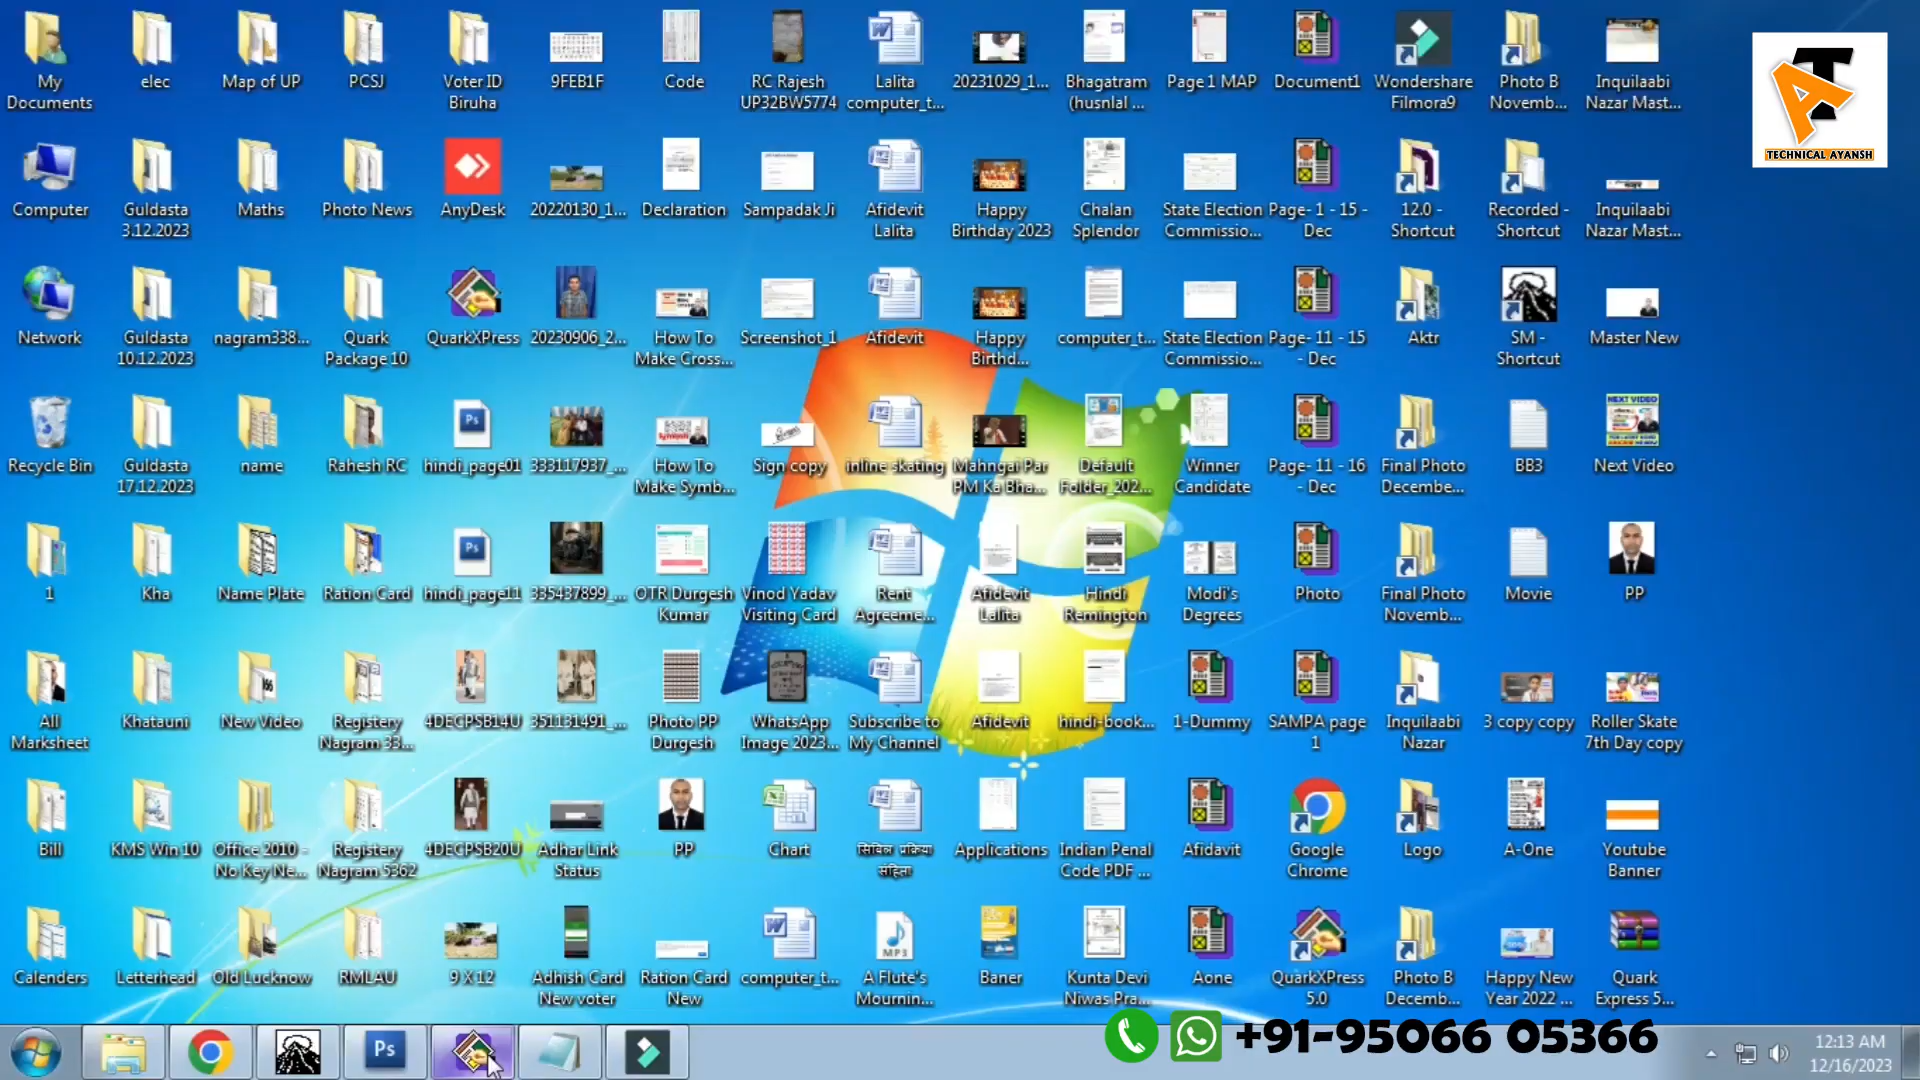 My Documents
elec
Map of UP
PCSJ
Voter ID Biruha
9FEB1F
Code
RC Rajesh UP32BW5774
Lalita computer_t...
20231029_1...
Bhagatram (husnlal ...
Page 1 MAP
Document1
Wondershare Filmora9
Photo B Novemb...
Inquilaabi Nazar Mast...
TECHNICAL AYANSH
Computer
Guldasta 3.12.2023
Maths
Photo News
AnyDesk
20220130_1...
Declaration
Sampadak Ji
Afidevit Lalita
Happy Birthday 2023
Chalan Splendor
State Election Commissio...
Page- 1 - 15 - Dec
12.0 - Shortcut
Recorded - Shortcut
Inquilaabi Nazar Mast...
Network
Guldasta 10.12.2023
nagram338...
Quark Package 10
QuarkXPress
20230906_2...
How To Make Cross...
Screenshot_1
Afidevit
Happy Birthd...
computer_t...
State Election Commissio...
Page- 11 - 15 - Dec
Aktr
SM - Shortcut
Master New
Recycle Bin
Guldasta 17.12.2023
name
Rahesh RC
hindi_page01
333117937_...
How To Make Symb...
Sign copy
inline skating
Mahngai Par PM Ka Bha...
Default Folder_202...
Winner Candidate
Page- 11 - 16 - Dec
Final Photo Decembe...
BB3
NEXT VIDEO
Next Video
1
Kha
Name Plate
Ration Card
hindi_page11
335437899_...
OTR Durgesh Kumar
Vinod Yadav Visiting Card
Rent Agreeme...
Afidevit Lalita
Hindi Remington
Modi's Degrees
Photo
Final Photo Novemb...
Movie
PP
All Marksheet
Khatauni
New Video
Registery Nagram 33...
4DECPSB14U
351131491_...
Photo PP Durgesh
WhatsApp Image 2023...
Subscribe to My Channel
Afidevit
hindi-book...
1-Dummy
SAMPA page 1
Inquilaabi Nazar
3 copy copy
Roller Skate 7th Day copy
Bill
KMS Win 10
Office 2010 - No Key Ne...
Registery Nagram 5362
4DECPSB20U
Adhar Link Status
PP
Chart
सिविल प्रक्रिया संहिता
Applications
Indian Penal Code PDF ...
Afidavit
Google Chrome
Logo
A-One
Youtube Banner
Calenders
Letterhead
Old Lucknow
RMLAU
9 X 12
Adhish Card New voter
Ration Card New
computer_t...
MP3
A Flute's Mournin...
Baner
Kunta Devi Niwas Pra...
Aone
QuarkXPress 5.0
Photo B Decemb...
Happy New Year 2022 ...
Quark Express 5...
Ps
+91-95066 05366
12:13 AM
12/16/2023